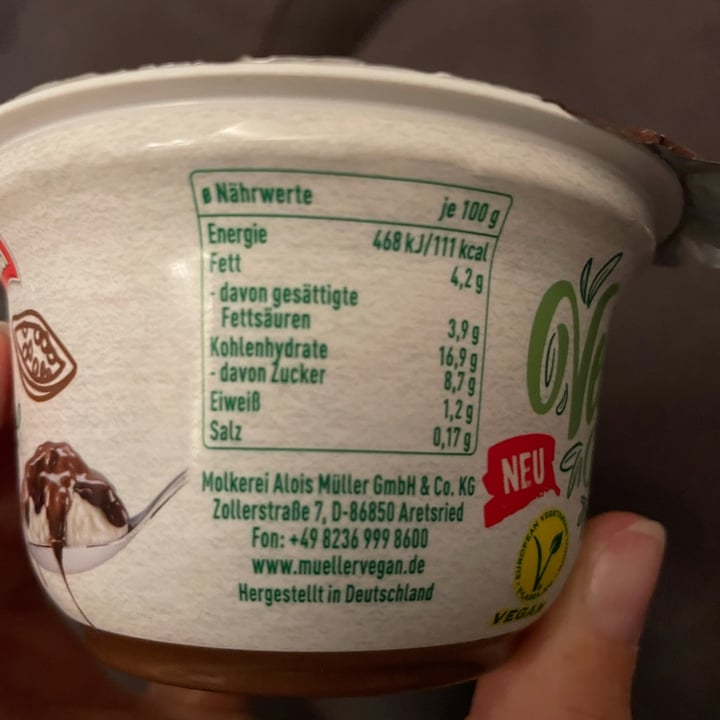 ø Nährwerte je 100 g
Energie 468 kJ/111 kcal
Fett 4,2 g
- davon gesättigte
Fettsäuren 3,9 g
Kohlenhydrate 16,9 g
- davon Zucker 8,7 g
Eiweiß 1,2 g
Salz 0,17 g
Molkerei Alois Müller GmbH & Co. KG
Zollerstraße 7, D-86850 Aretsried
Fon: +49 8236 999 8600
www.muellervegan.de
Hergestellt in Deutschland
Ve
NEU
EUROPEAN
VEGAN